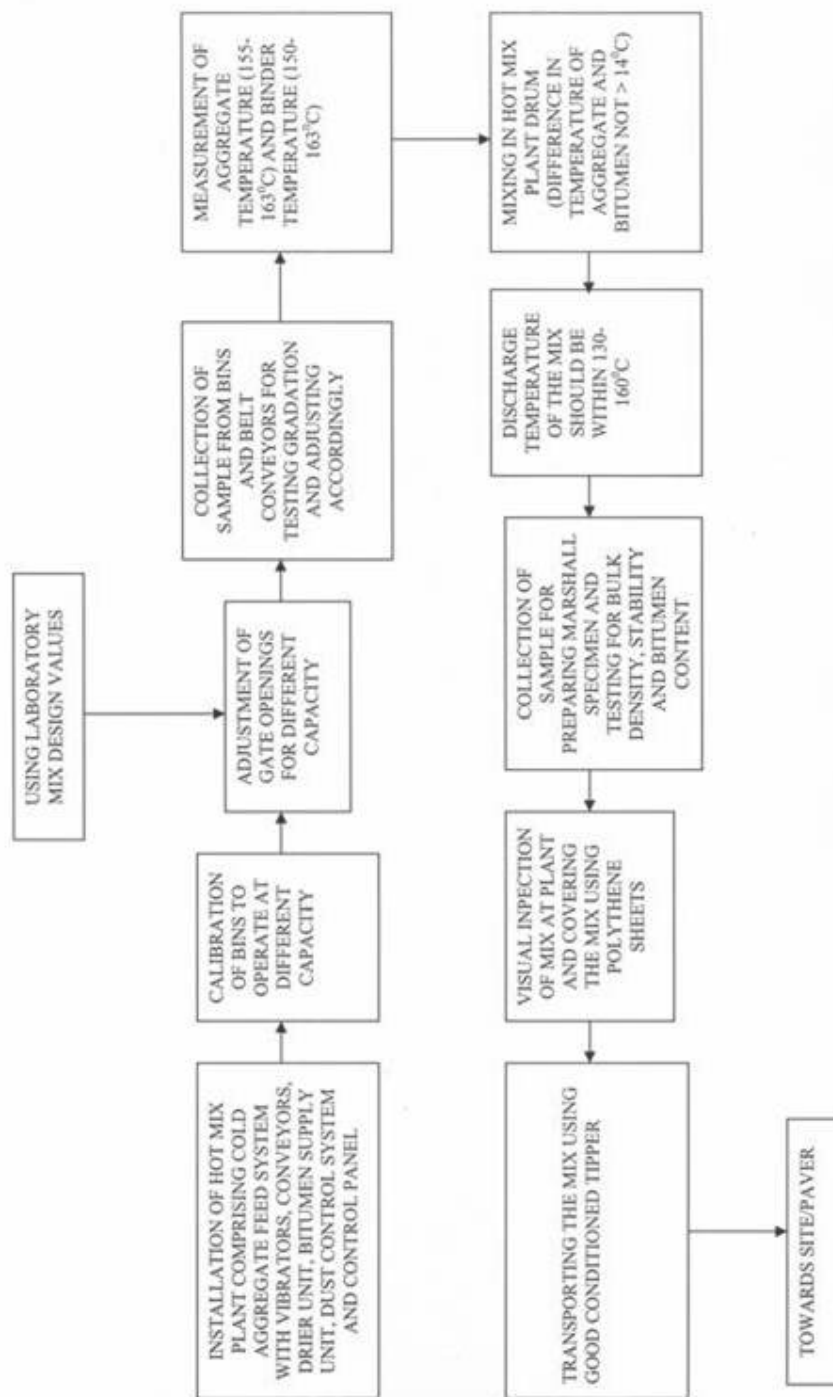 USING LABORATORY
MIX DESIGN VALUES
INSTALLATION OF HOT MIX
PLANT COMPRISING COLD
AGGREGATE FEED SYSTEM
WITH VIBRATORS, CONVEYORS,
DRIER UNIT, BITUMEN SUPPLY
UNIT, DUST CONTROL SYSTEM
AND CONTROL PANEL
CALIBRATION
OF BINS TO
OPERATE AT
DIFFERENT
CAPACITY
ADJUSTMENT OF
GATE OPENINGS
FOR DIFFERENT
CAPACITY
COLLECTION OF
SAMPLE FROM BINS
AND BELT
CONVEYORS FOR
TESTING GRADATION
AND ADJUSTING
ACCORDINGLY
MEASUREMENT OF
AGGREGATE
TEMPERATURE (155-
163⁰C) AND BINDER
TEMPERATURE (150-
163⁰C)
MIXING IN HOT MIX
PLANT DRUM
(DIFFERENCE IN
TEMPERATURE OF
AGGREGATE AND
BITUMEN NOT > 14⁰C)
DISCHARGE
TEMPERATURE
OF THE MIX
SHOULD BE
WITHIN 130-
160⁰C
COLLECTION OF
SAMPLE FOR
PREPARING MARSHALL
SPECIMEN AND
TESTING FOR BULK
DENSITY, STABILITY
AND BITUMEN
CONTENT
VISUAL INPECTION
OF MIX AT PLANT
AND COVERING
THE MIX USING
POLYTHENE
SHEETS
TRANSPORTING THE MIX USING
GOOD CONDITIONED TIPPER
TOWARDS SITE/PAVER